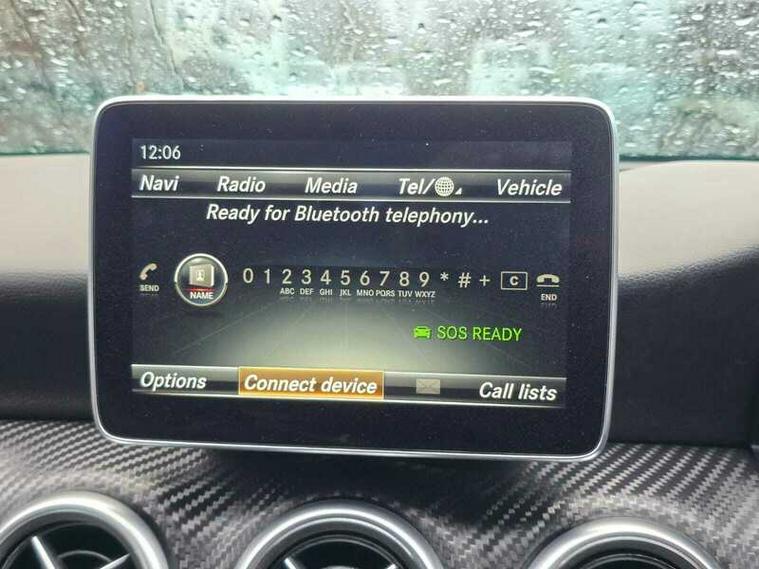 12:06
Navi Radio Media Tel/ Vehicle
Ready for Bluetooth telephony...
0 1 2 3 4 5 6 7 8 9 * # + C
SEND NAME ABC DEF GHI JKL MNO PQRS TUV WXYZ END
SOS READY
Options Connect device Call lists